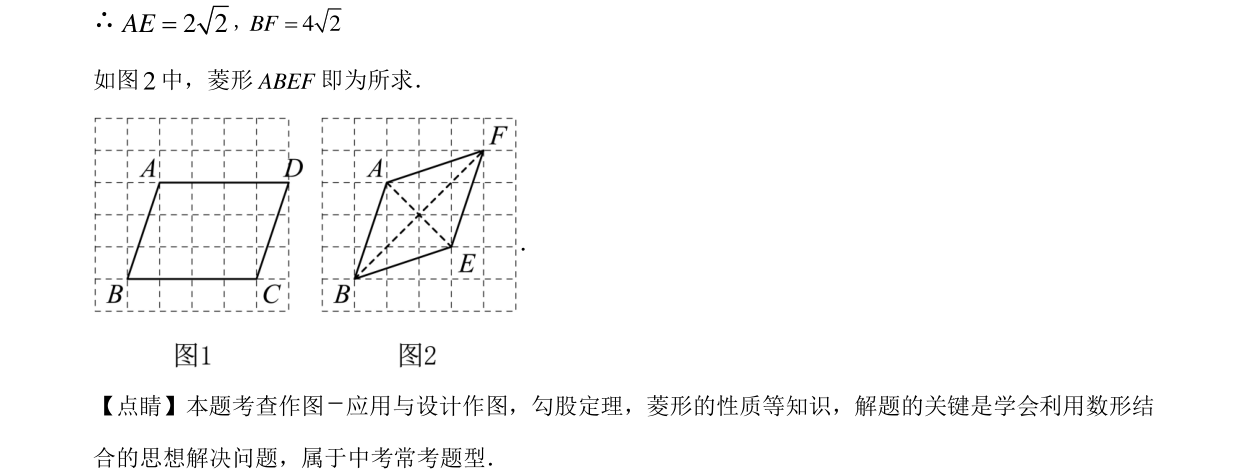 ∴ AE = 2√2, BF = 4√2
如图2中，菱形ABEF即为所求．
F
A D A
E
B C B
．
图1 图2
【点睛】本题考查作图－应用与设计作图，勾股定理，菱形的性质等知识，解题的关键是学会利用数形结
合的思想解决问题，属于中考常考题型．